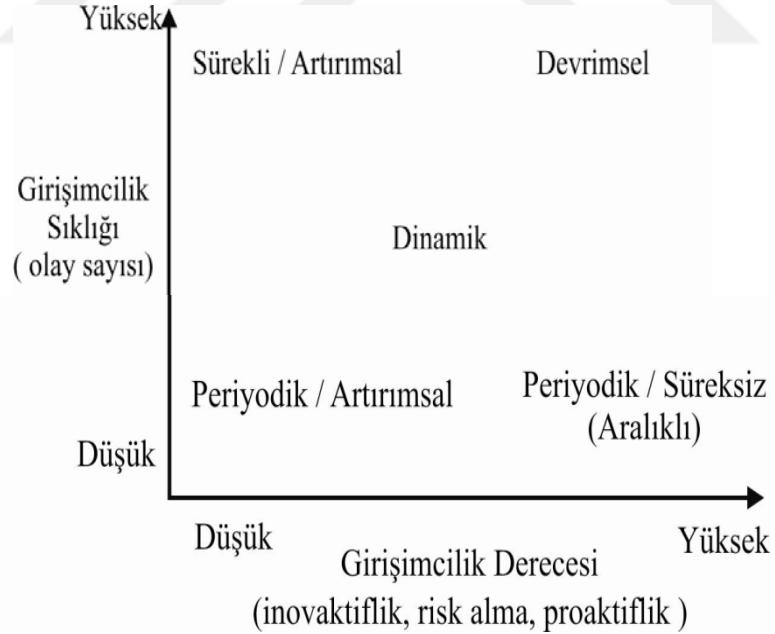 Yüksek
Sürekli / Artırımsal Devrimsel
Girişimcilik
Sıklığı
( olay sayısı)
Dinamik
Periyodik / Artırımsal
Periyodik / Süreksiz
(Aralıklı)
Düşük
Düşük
Yüksek
Girişimcilik Derecesi
(inovaktiflik, risk alma, proaktiflik )